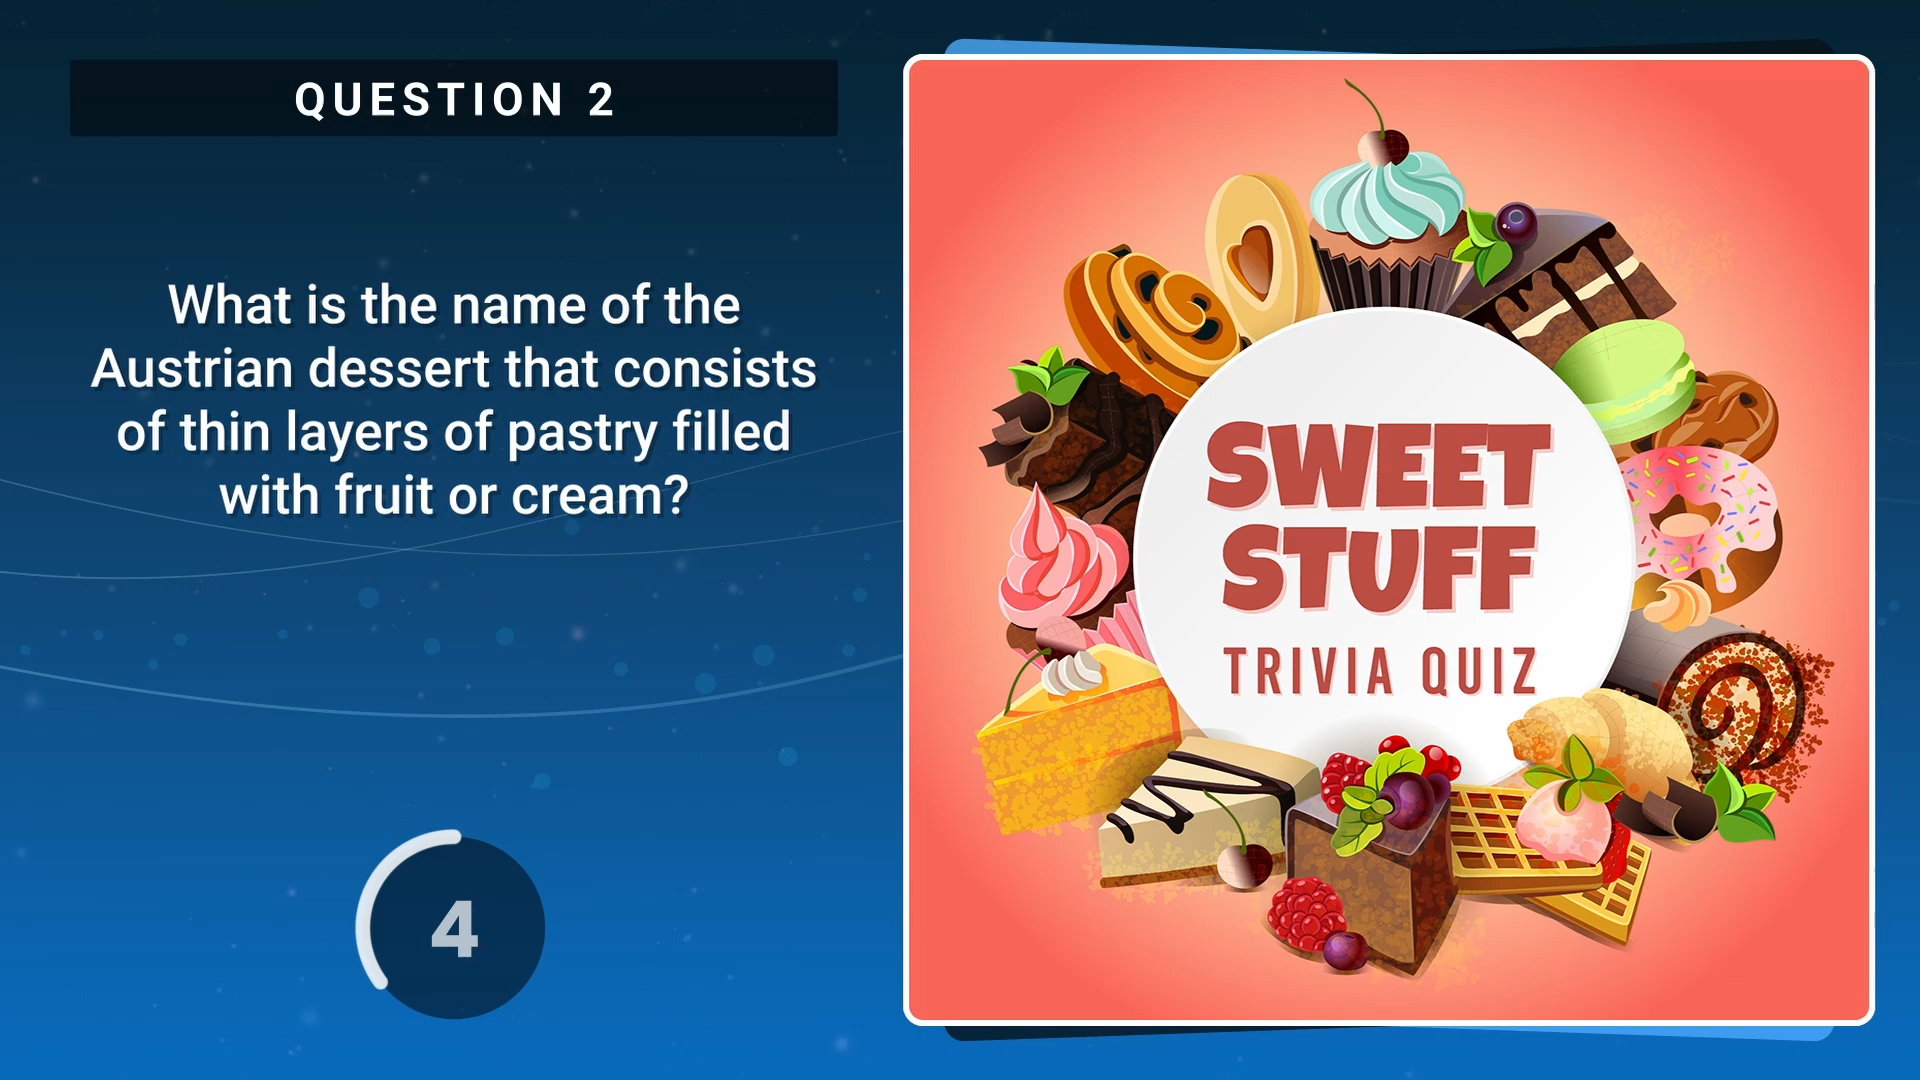 QUESTION 2
What is the name of the
Austrian dessert that consists
of thin layers of pastry filled
with fruit or cream?
4
SWEET
STUFF
TRIVIA QUIZ